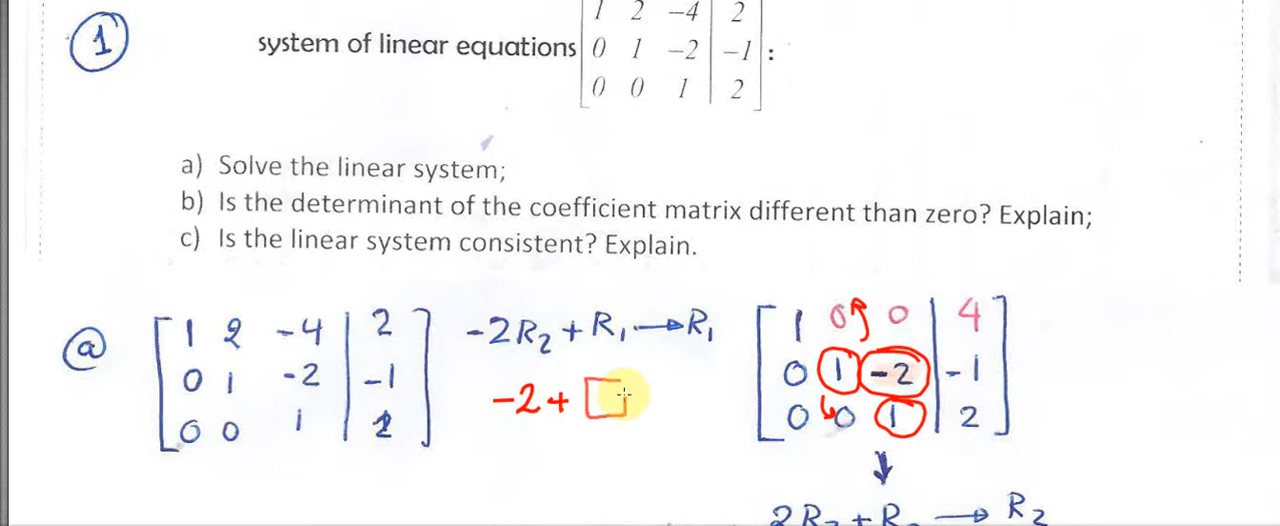 1
1 2 -4 | 2
system of linear equations 0 1 -2 | -1 :
0 0 1 | 2
a) Solve the linear system;
b) Is the determinant of the coefficient matrix different than zero? Explain;
c) Is the linear system consistent? Explain.
a 1 2 -4 | 2 -2R₂ + R₁ → R₁ 1 0 0 | 4
0 1 -2 | -1 -2 + □ 0 1 -2 | -1
0 0 1 | 2 0 0 1 | 2
↓
→ R₂